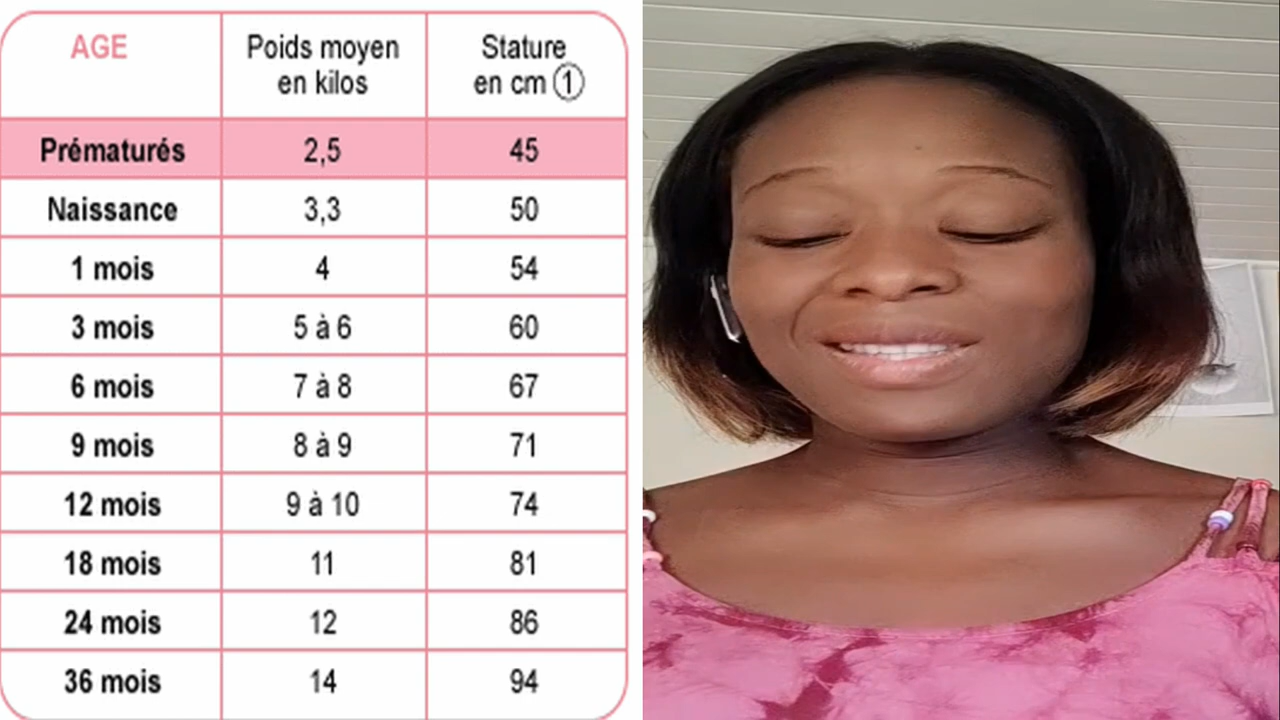 AGE Poids moyen en kilos Stature en cm ①
Prématurés 2,5 45
Naissance 3,3 50
1 mois 4 54
3 mois 5 à 6 60
6 mois 7 à 8 67
9 mois 8 à 9 71
12 mois 9 à 10 74
18 mois 11 81
24 mois 12 86
36 mois 14 94